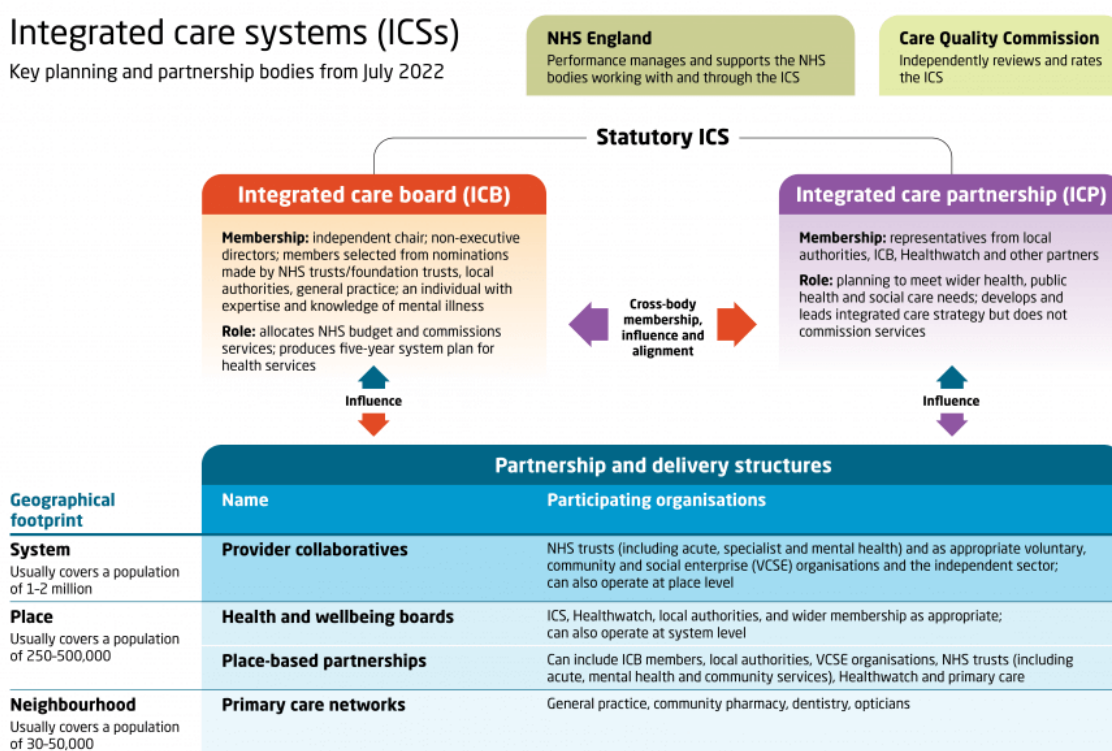 Integrated care systems (ICSs)
Key planning and partnership bodies from July 2022
NHS England
Performance manages and supports the NHS
bodies working with and through the ICS
Care Quality Commission
Independently reviews and rates
the ICS
Statutory ICS
Integrated care board (ICB)
Membership: independent chair; non-executive
directors; members selected from nominations
made by NHS trusts/foundation trusts, local
authorities, general practice; an individual with
expertise and knowledge of mental illness
Role: allocates NHS budget and commissions
services; produces five-year system plan for
health services
Cross-body
membership,
influence and
alignment
Integrated care partnership (ICP)
Membership: representatives from local
authorities, ICB, Healthwatch and other partners
Role: planning to meet wider health, public
health and social care needs; develops and
leads integrated care strategy but does not
commission services
Influence
Influence
Partnership and delivery structures
Geographical
footprint
Name
Participating organisations
System
Usually covers a population
of 1–2 million
Provider collaboratives
NHS trusts (including acute, specialist and mental health) and as appropriate voluntary,
community and social enterprise (VCSE) organisations and the independent sector;
can also operate at place level
Place
Usually covers a population
of 250–500,000
Health and wellbeing boards
ICS, Healthwatch, local authorities, and wider membership as appropriate;
can also operate at system level
Place-based partnerships
Can include ICB members, local authorities, VCSE organisations, NHS trusts (including
acute, mental health and community services), Healthwatch and primary care
Neighbourhood
Usually covers a population
of 30–50,000
Primary care networks
General practice, community pharmacy, dentistry, opticians